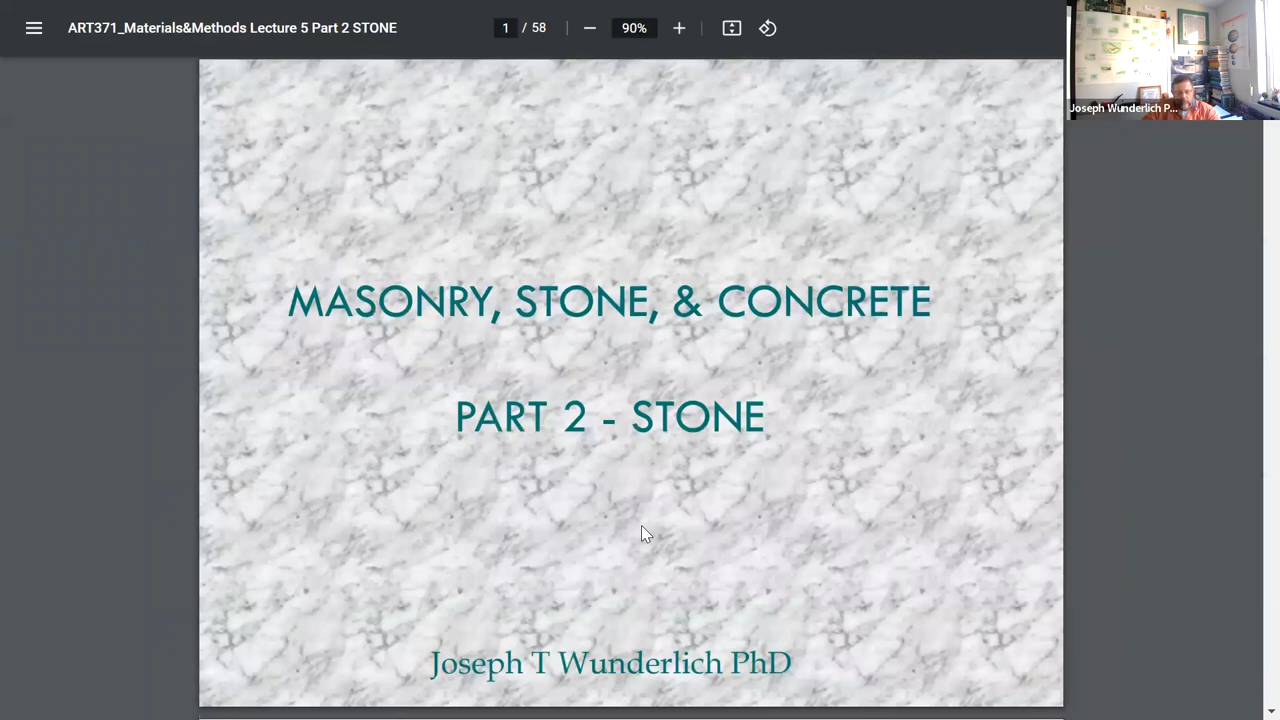 ART371_Materials&Methods Lecture 5 Part 2 STONE
1 / 58
90%
Joseph Wunderlich P...
MASONRY, STONE, & CONCRETE
PART 2 - STONE
Joseph T Wunderlich PhD